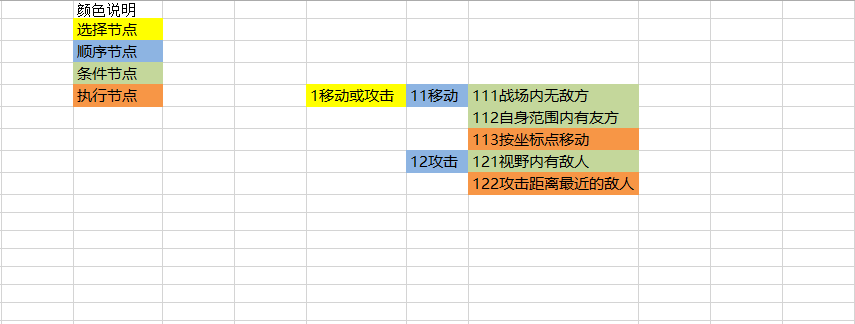 颜色说明
选择节点
顺序节点
条件节点
执行节点
1移动或攻击
11移动
111战场内无敌方
112自身范围内有友方
113按坐标点移动
12攻击
121视野内有敌人
122攻击距离最近的敌人